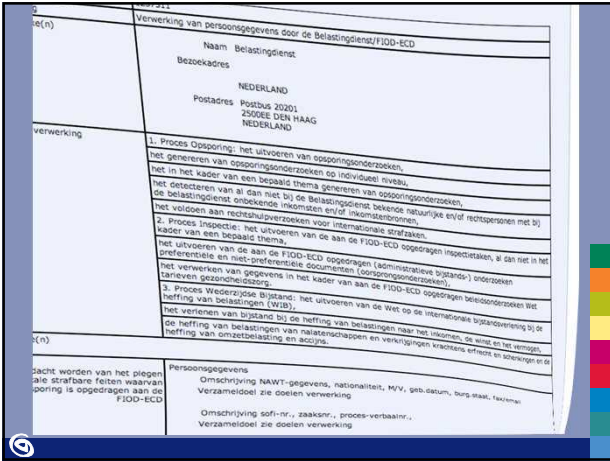 Verwerking van persoonsgegevens door de Belastingdienst/FIOD-ECD
Naam Belastingdienst
Bezoekadres
NEDERLAND
Postadres Postbus 20201
2500EE DEN HAAG
NEDERLAND
verwerking
1. Proces Opsporing: het uitvoeren van opsporingsonderzoeken,
het genereren van opsporingsonderzoeken op individueel niveau,
het in het kader van een bepaald thema genereren van opsporingsonderzoeken,
het detecteren van al dan niet bij de Belastingdienst bekende natuurlijke en/of rechtspersonen met bij
de belastingdienst onbekende inkomsten en/of inkomstenbronnen,
het voldoen aan rechtshulpverzoeken voor internationale strafzaken.
2. Proces Inspectie: het uitvoeren van de aan de FIOD-ECD opgedragen inspectietaken, al dan niet in het
kader van een bepaald thema,
het uitvoeren van de aan de FIOD-ECD opgedragen (administratieve bijstands-) onderzoeken
preferentiële en niet-preferentiële documenten (oorsprongsonderzoeken),
het verwerken van gegevens in het kader van aan de FIOD-ECD opgedragen beleidsonderzoeken Wet
tarieven gezondheidszorg.
3. Proces Wederzijdse Bijstand: het uitvoeren van de Wet op de internationale bijstandsverlening bij de
heffing van belastingen (WIB),
het verlenen van bijstand bij de heffing van belastingen naar het inkomen, de winst en het vermogen,
de heffing van belastingen van nalatenschappen en verkrijgingen krachtens erfrecht en schenkingen en de
heffing van omzetbelasting en accijns.
e(n)
dacht worden van het plegen
cale strafbare feiten waarvan
sporing is opgedragen aan de
FIOD-ECD
Persoonsgegevens
Omschrijving NAWT-gegevens, nationaliteit, M/V, geb.datum, burg.staat, fax/email
Verzameldoel zie doelen verwerking
Omschrijving sofi-nr., zaaksnr., proces-verbaalnr.,
Verzameldoel zie doelen verwerking